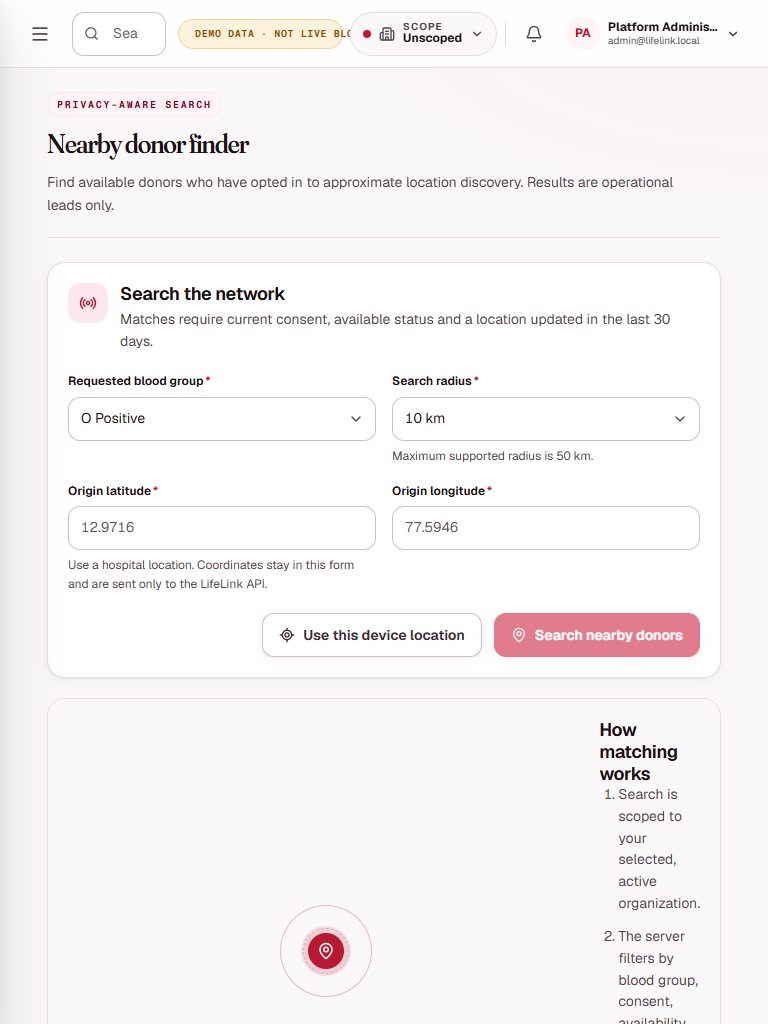 Sea
DEMO DATA · NOT LIVE
SCOPE
Unscoped
PA
Platform Adminis...
admin@lifelink.local
PRIVACY-AWARE SEARCH
Nearby donor finder
Find available donors who have opted in to approximate location discovery. Results are operational
leads only.
Search the network
Matches require current consent, available status and a location updated in the last 30
days.
Requested blood group *
Search radius *
O Positive
10 km
Maximum supported radius is 50 km.
Origin latitude *
Origin longitude *
12.9716
77.5946
Use a hospital location. Coordinates stay in this form
and are sent only to the LifeLink API.
Use this device location
Search nearby donors
How
matching
works
1. Search is
scoped to
your
selected,
active
organization.
2. The server
filters by
blood group,
consent,
availability